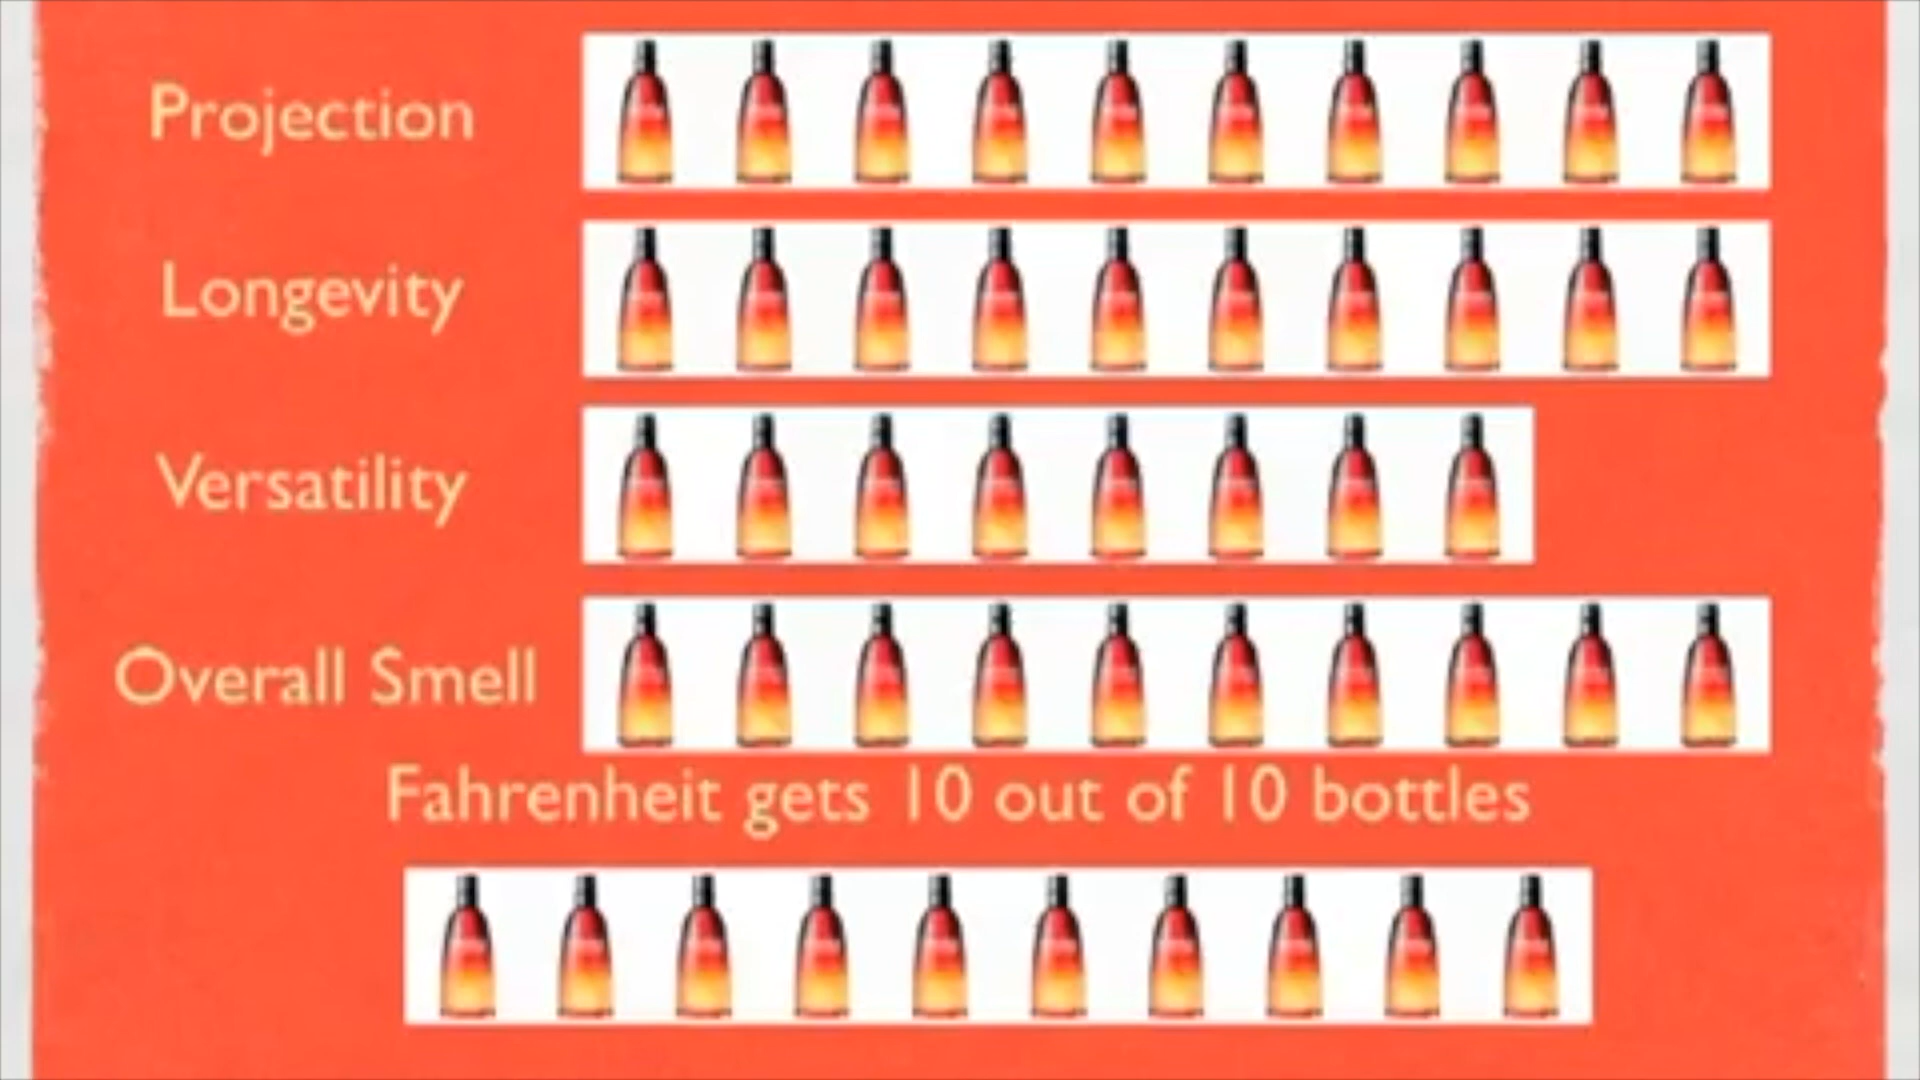 Projection
Longevity
Versatility
Overall Smell
Fahrenheit gets 10 out of 10 bottles